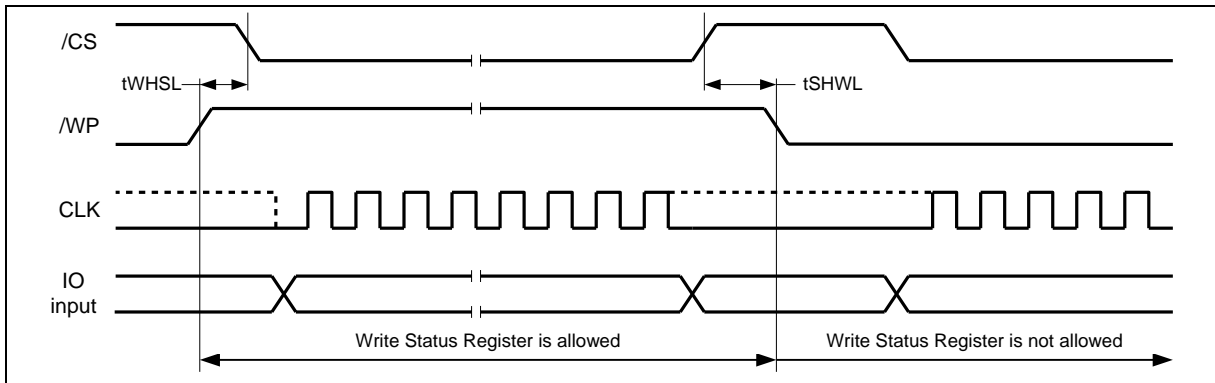 /CS
tWHSL
tSHWL
/WP
CLK
IO
input
Write Status Register is allowed
Write Status Register is not allowed